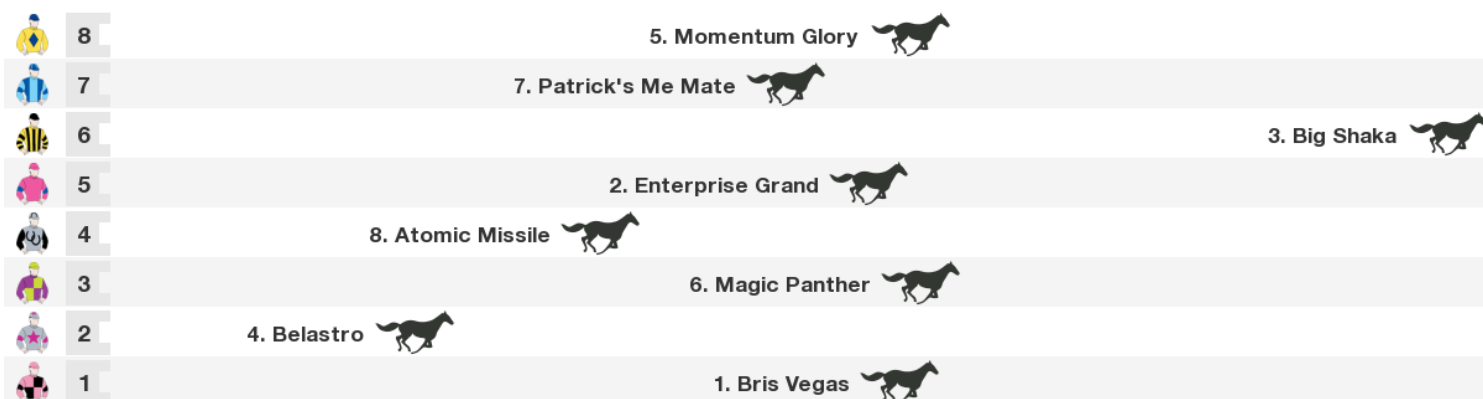 8 5. Momentum Glory
7 7. Patrick's Me Mate
6 3. Big Shaka
5 2. Enterprise Grand
4 8. Atomic Missile
3 6. Magic Panther
2 4. Belastro
1 1. Bris Vegas